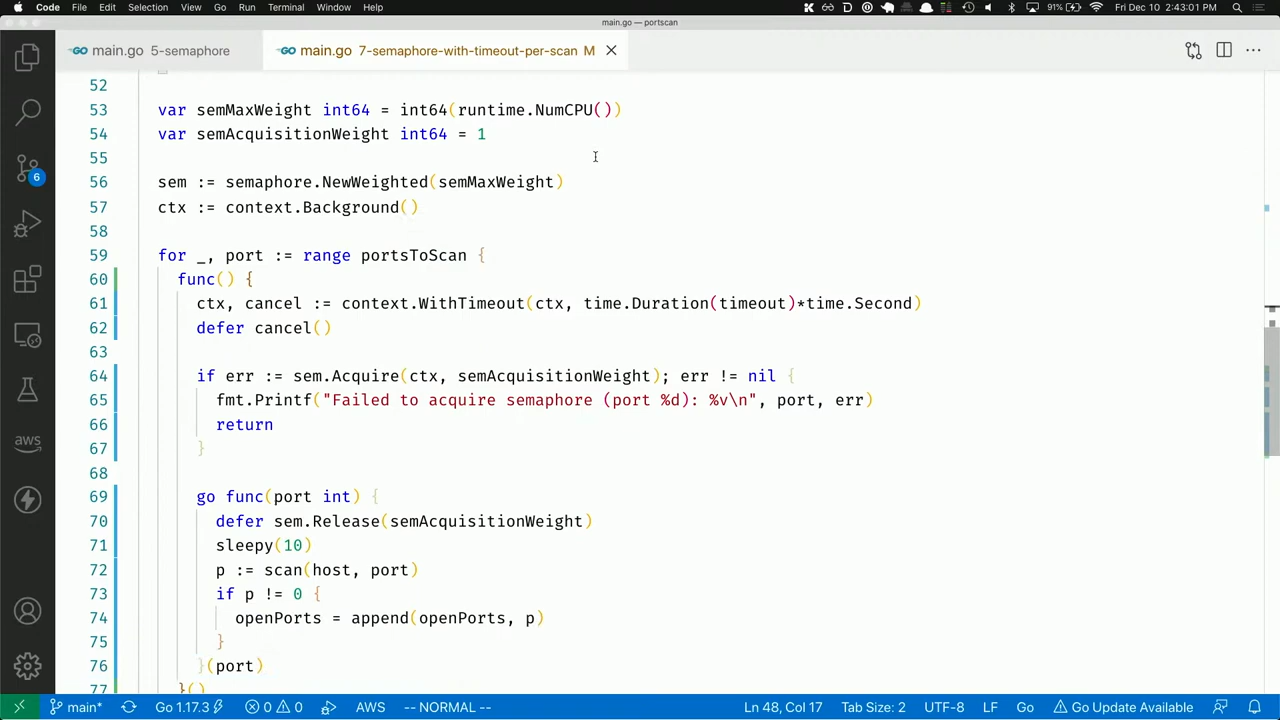 Code File Edit Selection View Go Run Terminal Window Help 91% Fri Dec 10 2:43:01 PM
main.go — portscan
main.go 5-semaphore main.go 7-semaphore-with-timeout-per-scan M
52
53 var semMaxWeight int64 = int64(runtime.NumCPU())
54 var semAcquisitionWeight int64 = 1
55
56 sem := semaphore.NewWeighted(semMaxWeight)
57 ctx := context.Background()
58
59 for _, port := range portsToScan {
60 func() {
61 ctx, cancel := context.WithTimeout(ctx, time.Duration(timeout)*time.Second)
62 defer cancel()
63
64 if err := sem.Acquire(ctx, semAcquisitionWeight); err != nil {
65 fmt.Printf("Failed to acquire semaphore (port %d): %v\n", port, err)
66 return
67 }
68
69 go func(port int) {
70 defer sem.Release(semAcquisitionWeight)
71 sleepy(10)
72 p := scan(host, port)
73 if p != 0 {
74 openPorts = append(openPorts, p)
75 }
76 }(port)
77 }()
6
aws
main* Go 1.17.3 0 0 AWS -- NORMAL -- Ln 48, Col 17 Tab Size: 2 UTF-8 LF Go Go Update Available